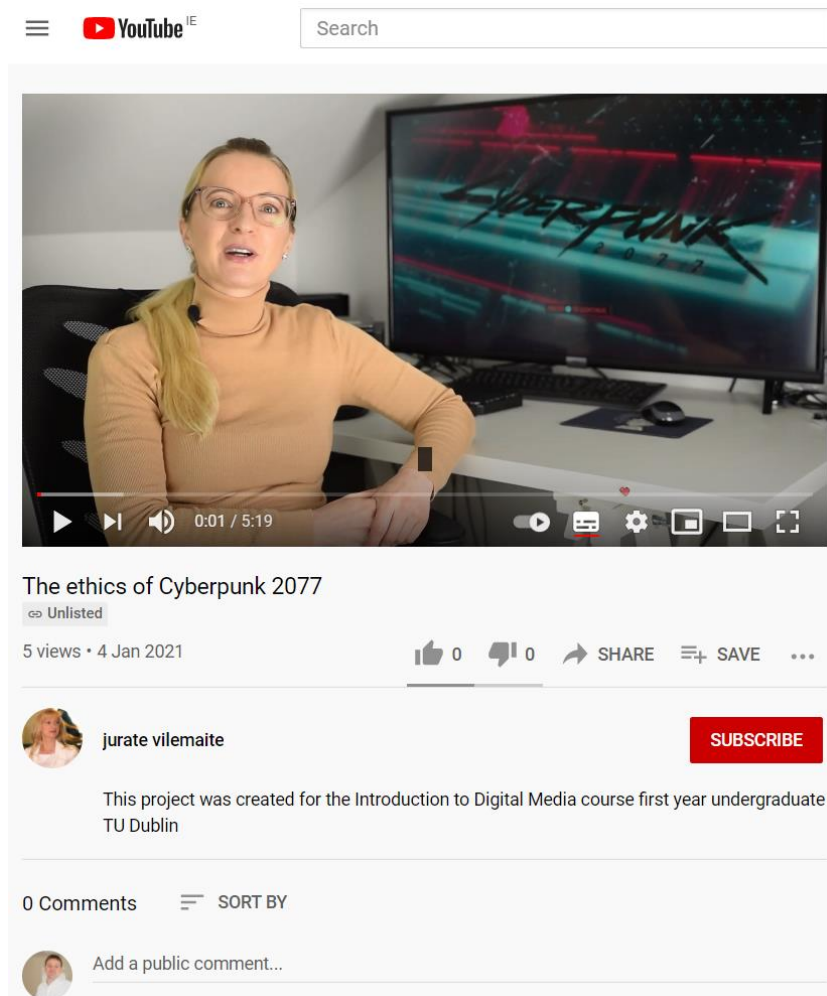 YouTube IE
Search
CYBERPUNK
2077
0:01 / 5:19
The ethics of Cyberpunk 2077
Unlisted
5 views • 4 Jan 2021
0 0 SHARE SAVE
jurate vilemaite
SUBSCRIBE
This project was created for the Introduction to Digital Media course first year undergraduate
TU Dublin
0 Comments SORT BY
Add a public comment...